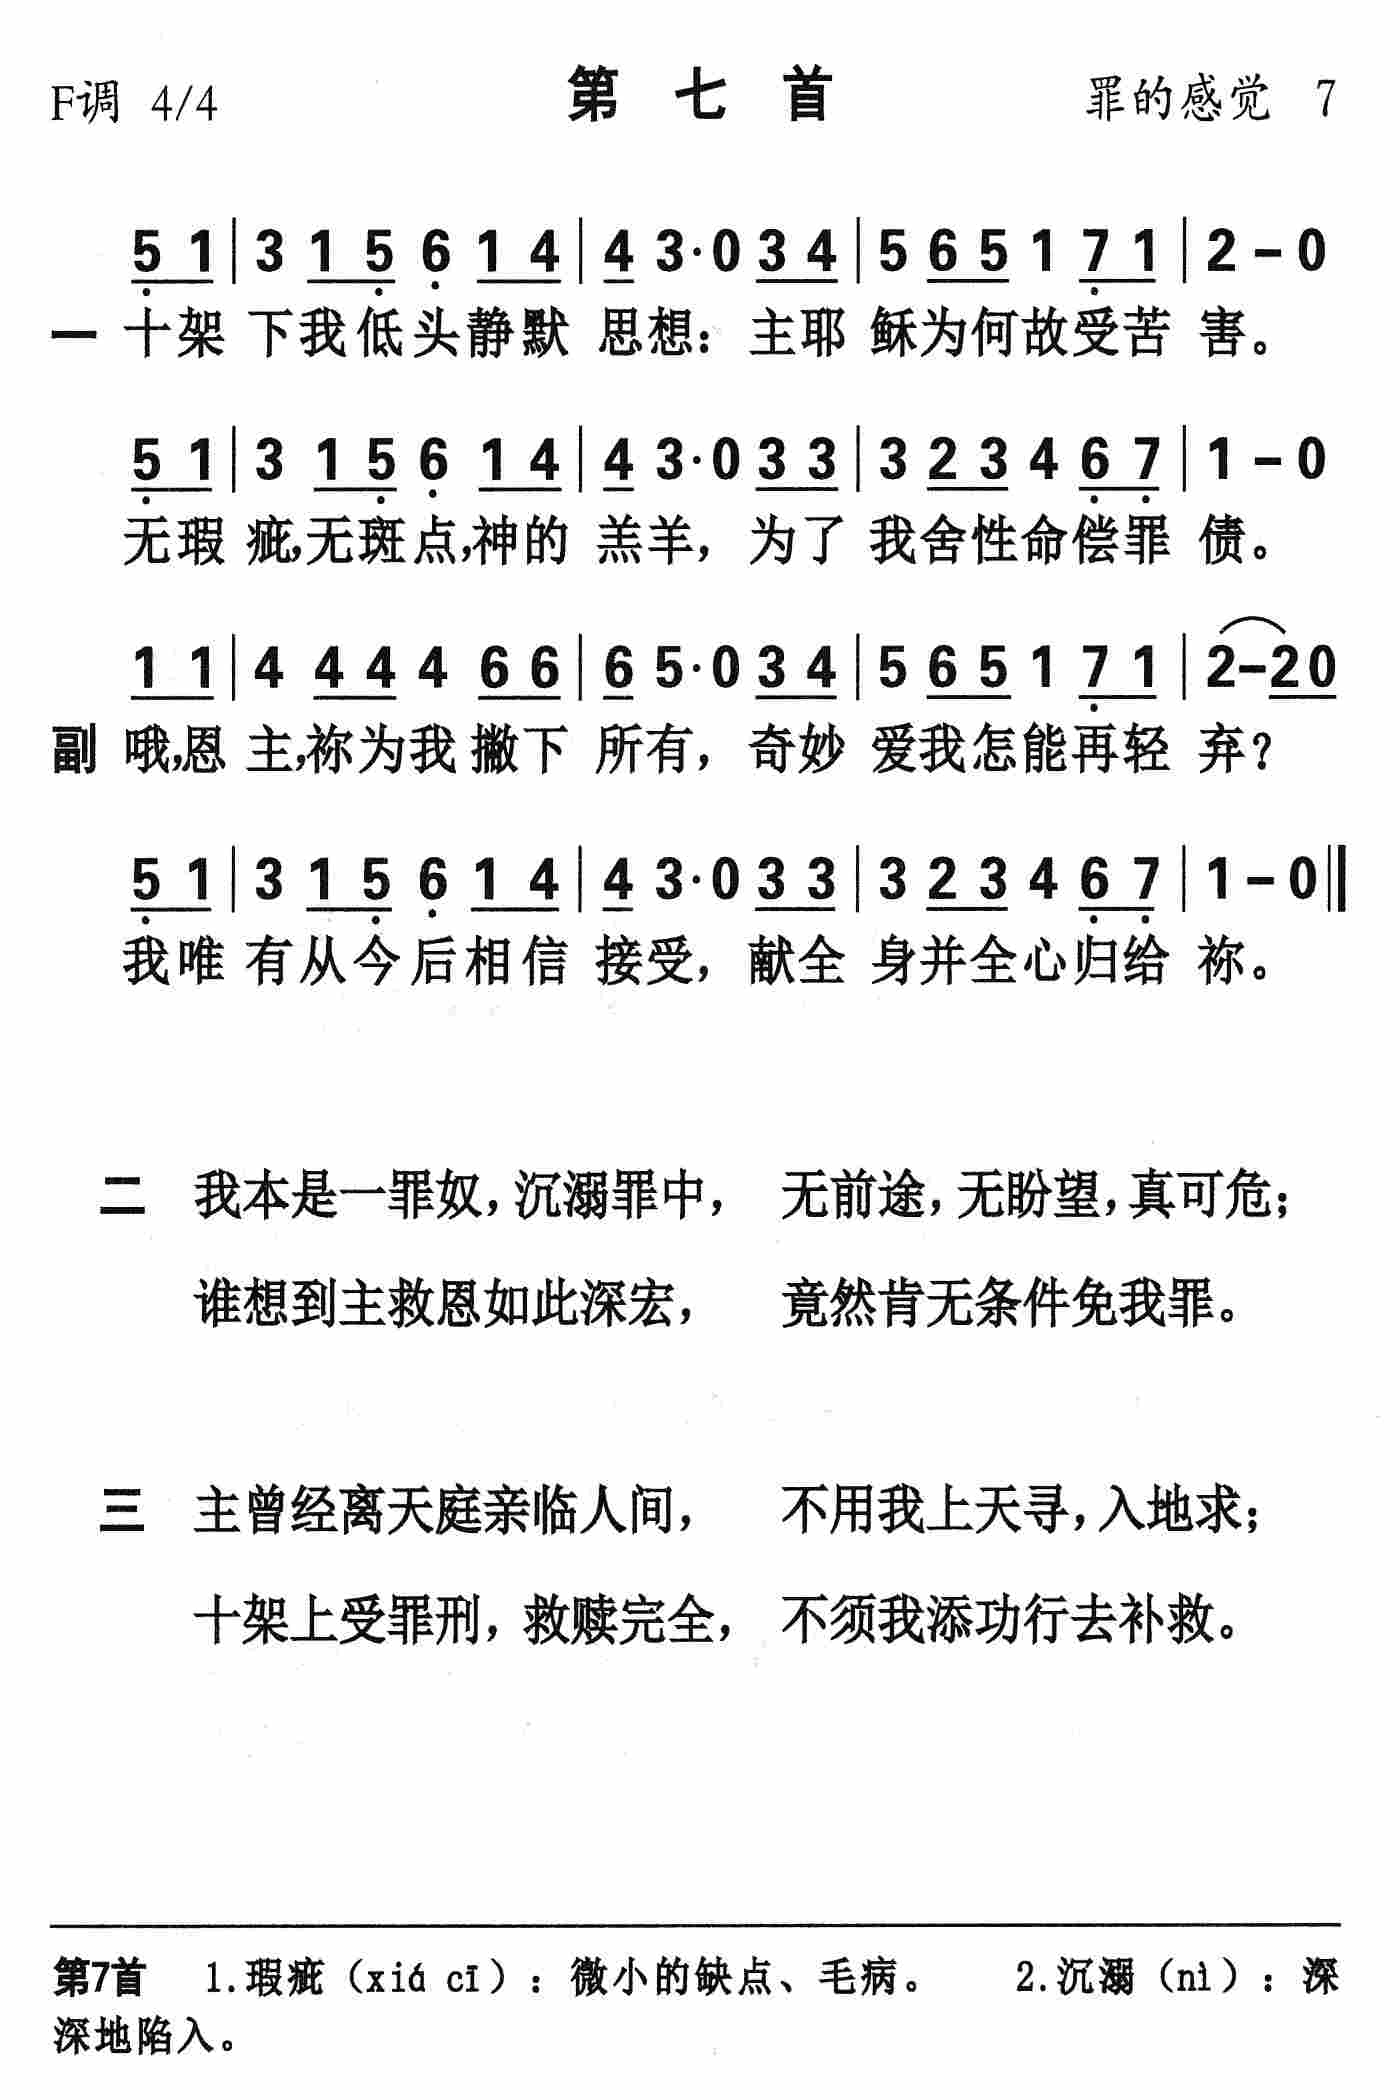 F调 4/4 第七首 罪的感觉 7
5 1 | 3 1 5 6 1 4 | 4 3·0 3 4 | 5 6 5 1 7 1 | 2 – 0
一 十架 下我低头静默 思想：主耶 稣为何故受苦 害。
5 1 | 3 1 5 6 1 4 | 4 3·0 3 3 | 3 2 3 4 6 7 | 1 – 0
无瑕 疵，无斑点，神的 羔羊，为了 我舍性命偿罪 债。
1 1 | 4 4 4 4 6 6 | 6 5·0 3 4 | 5 6 5 1 7 1 | 2–2 0
副 哦，恩 主，祢为我撇下 所有，奇妙 爱我怎能再轻 弃？
5 1 | 3 1 5 6 1 4 | 4 3·0 3 3 | 3 2 3 4 6 7 | 1 – 0 ‖
我唯 有从今后相信 接受，献全 身并全心归给 祢。
二 我本是一罪奴，沉溺罪中， 无前途，无盼望，真可危；
谁想到主救恩如此深宏， 竟然肯无条件免我罪。
三 主曾经离天庭亲临人间， 不用我上天寻，入地求；
十架上受罪刑，救赎完全， 不须我添功行去补救。
第7首 1.瑕疵（xiá cī）：微小的缺点、毛病。 2.沉溺（nì）：深
深地陷入。